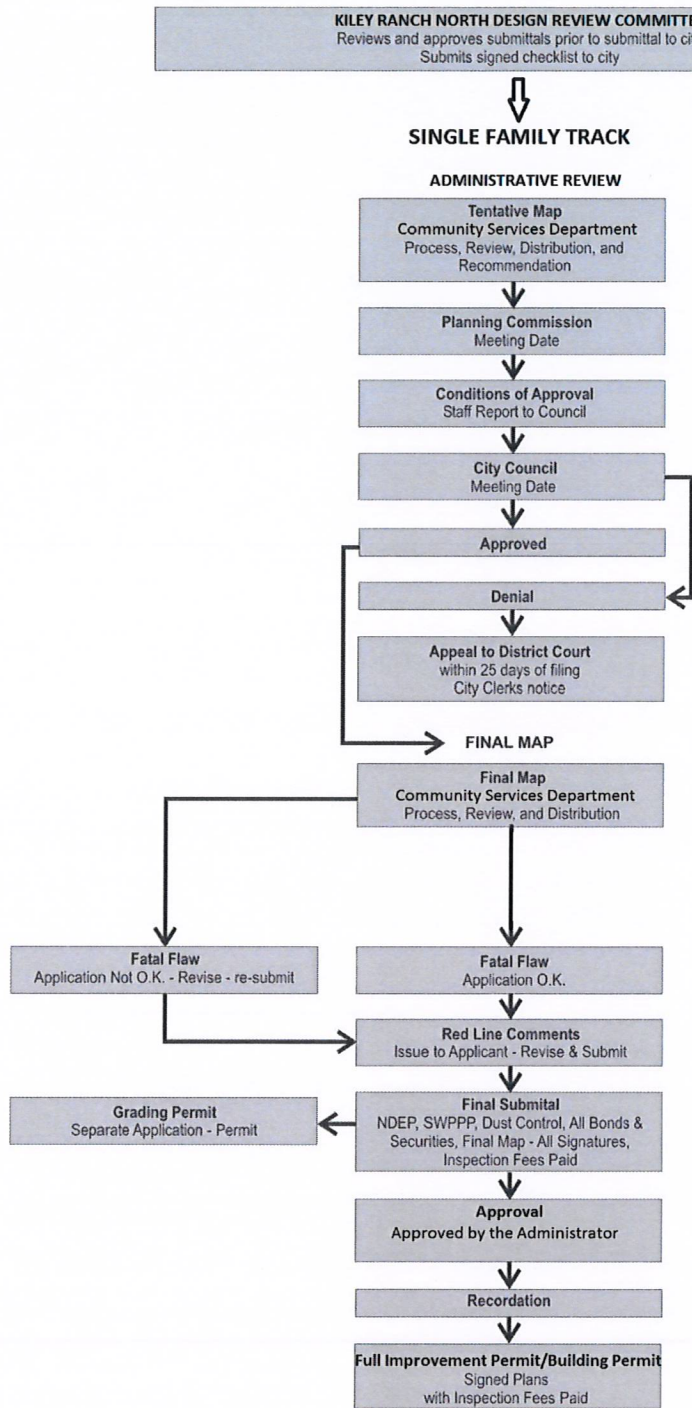 KILEY RANCH NORTH DESIGN REVIEW COMMITTE
Reviews and approves submittals prior to submittal to cit
Submits signed checklist to city
SINGLE FAMILY TRACK
ADMINISTRATIVE REVIEW
Tentative Map
Community Services Department
Process, Review, Distribution, and
Recommendation
Planning Commission
Meeting Date
Conditions of Approval
Staff Report to Council
City Council
Meeting Date
Approved
Denial
Appeal to District Court
within 25 days of filing
City Clerks notice
FINAL MAP
Final Map
Community Services Department
Process, Review, and Distribution
Fatal Flaw
Application Not O.K. - Revise - re-submit
Fatal Flaw
Application O.K.
Red Line Comments
Issue to Applicant - Revise & Submit
Grading Permit
Separate Application - Permit
Final Submital
NDEP, SWPPP, Dust Control, All Bonds &
Securities, Final Map - All Signatures,
Inspection Fees Paid
Approval
Approved by the Administrator
Recordation
Full Improvement Permit/Building Permit
Signed Plans
with Inspection Fees Paid